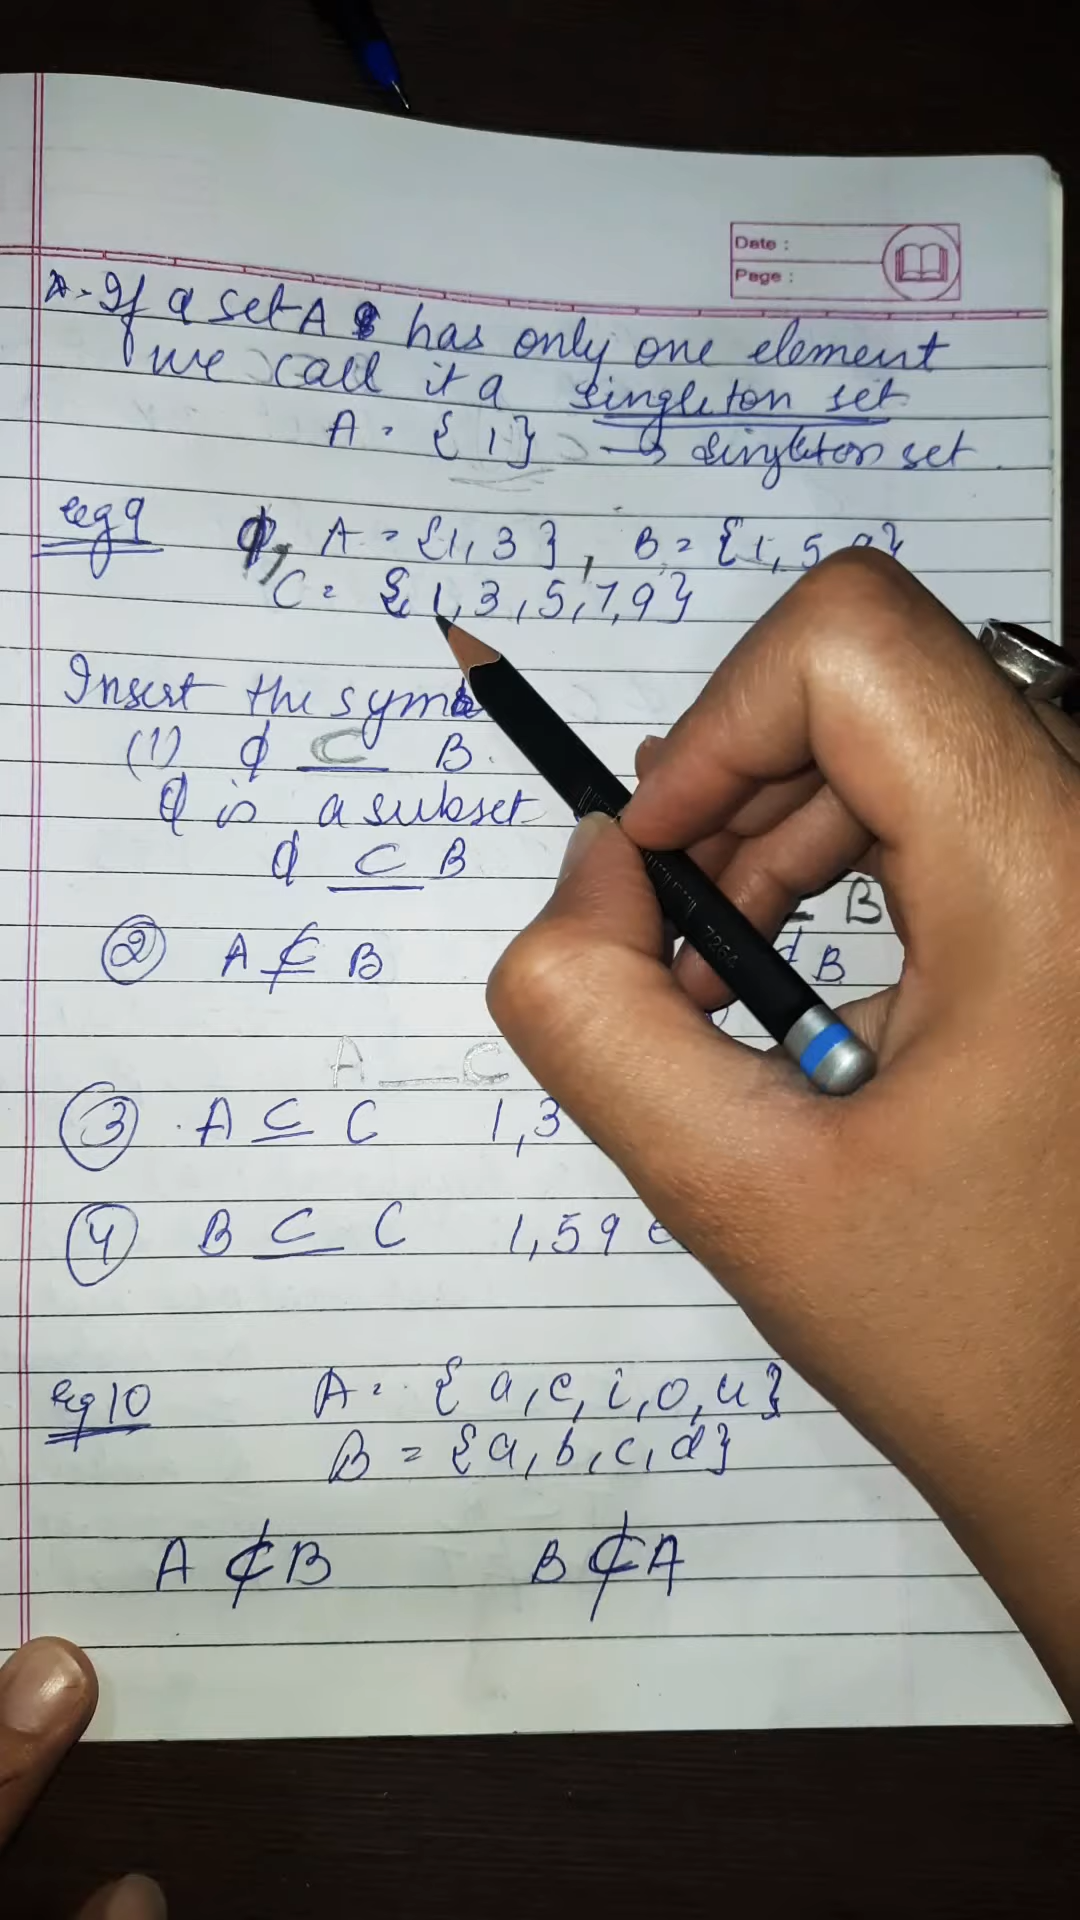 Date :
Page :
If a set A has only one element
we call it a singleton set.
A = {1} → singleton set.
eg 9 ϕ, A = {1, 3}, B = {1, 5, 9}
C = {1, 3, 5, 7, 9}
Insert the symb
(1) ϕ ⊂ B.
ϕ is a subset
ϕ ⊂ B
B
② A ⊄ B
B
A __ C
③ A ⊂ C 1, 3
④ B ⊂ C 1, 5 9 ∈
eg 10 A = {a, e, i, o, u}
B = {a, b, c, d}
A ⊄ B B ⊄ A
7264